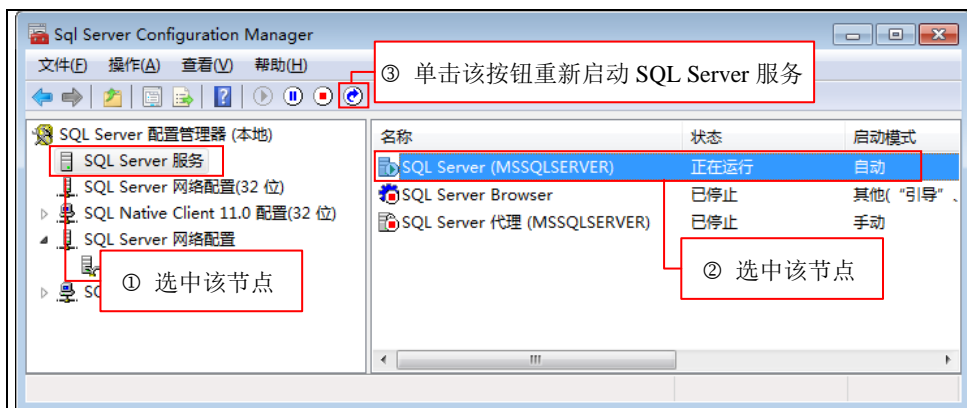 Sql Server Configuration Manager
文件(F) 操作(A) 查看(V) 帮助(H)
③ 单击该按钮重新启动 SQL Server 服务
SQL Server 配置管理器 (本地)
SQL Server 服务
SQL Server 网络配置(32 位)
SQL Native Client 11.0 配置(32 位)
SQL Server 网络配置
① 选中该节点
名称 状态 启动模式
SQL Server (MSSQLSERVER) 正在运行 自动
SQL Server Browser 已停止 其他("引导"、
SQL Server 代理 (MSSQLSERVER) 已停止 手动
② 选中该节点